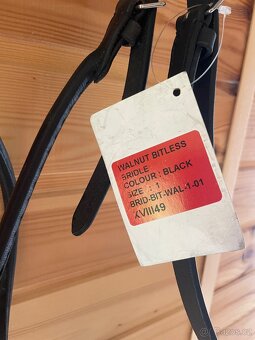 WALNUT BITLESS
BRIDLE
COLOUR : BLACK
SIZE : 1
BRID-BIT-WAL-1-01
XVIII49